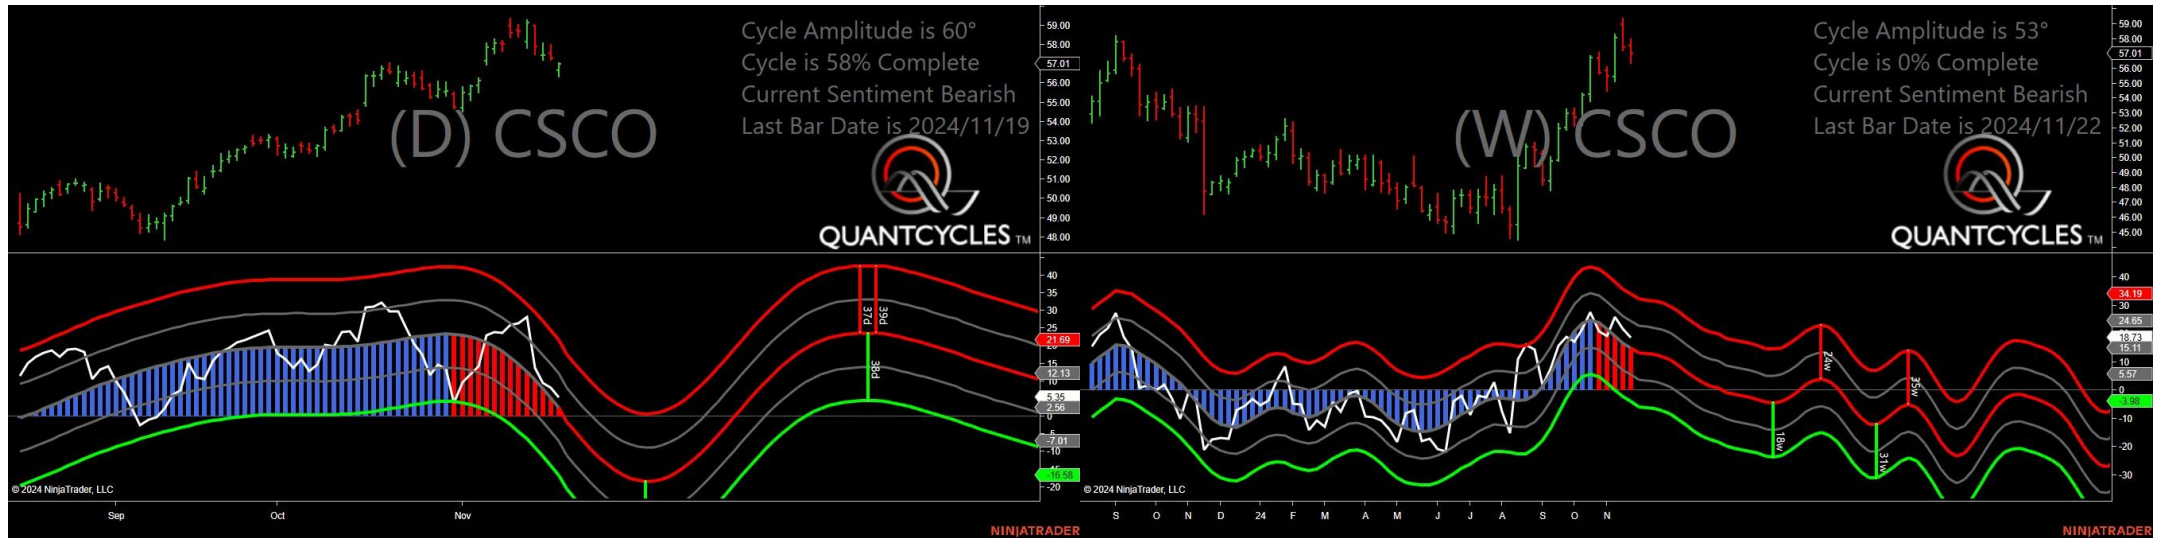 Cycle Amplitude is 60°
Cycle is 58% Complete
Current Sentiment Bearish
Last Bar Date is 2024/11/19
(D) CSCO
QUANTCYCLES TM
59.00
58.00
57.01
56.00
55.00
54.00
53.00
52.00
51.00
50.00
49.00
48.00
40
35
30
25
21.69
15
12.13
10
5.35
2.56
0
-7.01
-10
-16.58
-20
37d
39d
38d
© 2024 NinjaTrader, LLC
Sep
Oct
Nov
NINJATRADER
Cycle Amplitude is 53°
Cycle is 0% Complete
Current Sentiment Bearish
Last Bar Date is 2024/11/22
(W) CSCO
QUANTCYCLES TM
59.00
58.00
57.01
56.00
55.00
54.00
53.00
52.00
51.00
50.00
49.00
48.00
47.00
46.00
45.00
40
34.19
30
24.65
18.73
15.11
10
5.57
0
-3.98
-10
-20
-30
24w
35w
18w
31w
© 2024 NinjaTrader, LLC
S
O
N
D
24
F
M
A
M
J
J
A
S
O
N
NINJATRADER